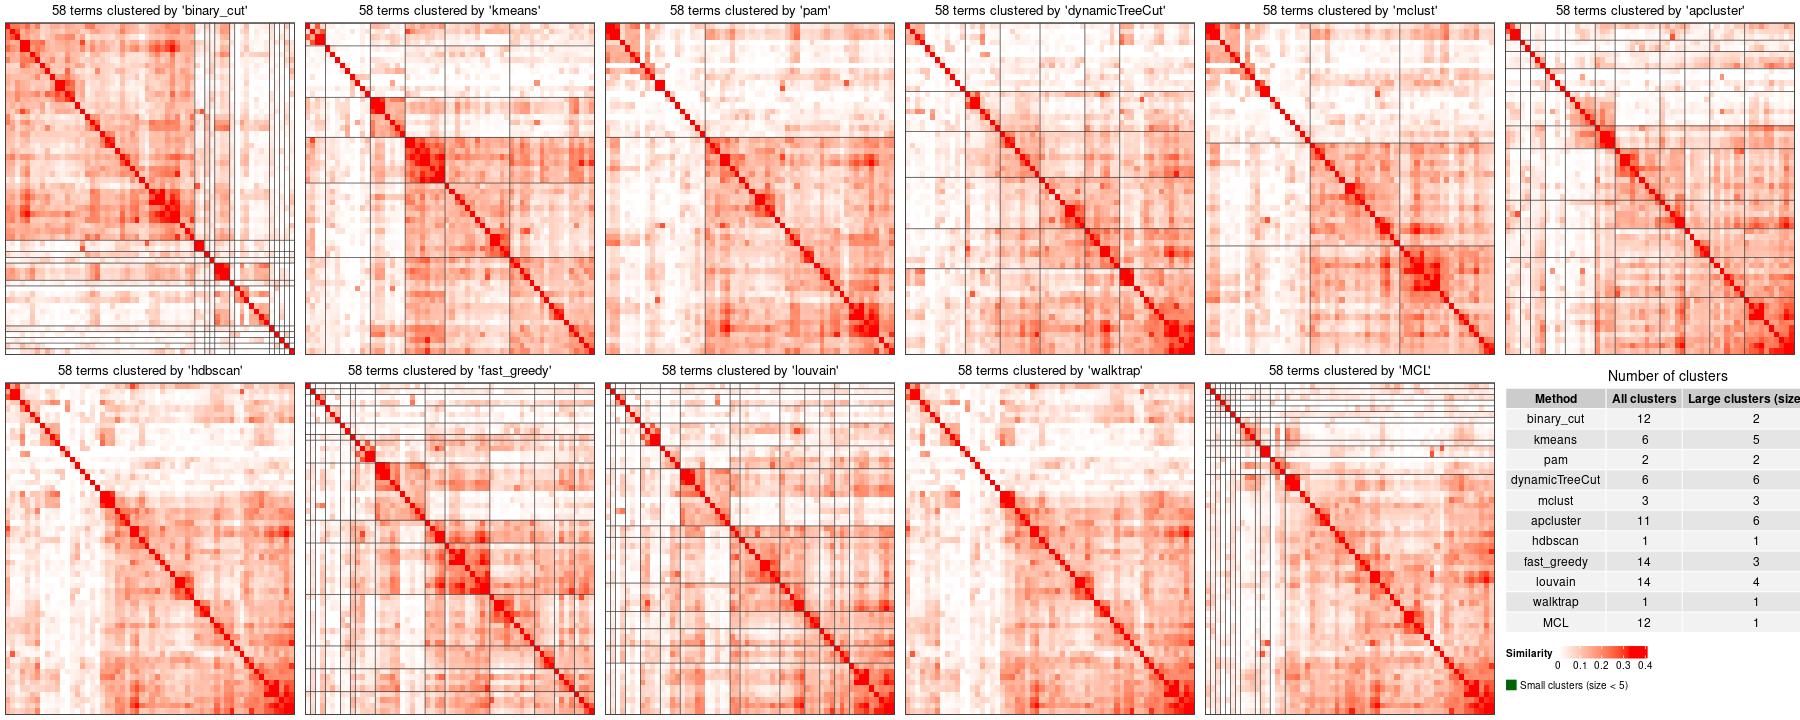 58 terms clustered by 'binary_cut'
58 terms clustered by 'kmeans'
58 terms clustered by 'pam'
58 terms clustered by 'dynamicTreeCut'
58 terms clustered by 'mclust'
58 terms clustered by 'apcluster'
58 terms clustered by 'hdbscan'
58 terms clustered by 'fast_greedy'
58 terms clustered by 'louvain'
58 terms clustered by 'walktrap'
58 terms clustered by 'MCL'
Number of clusters
Method All clusters Large clusters (size
binary_cut 12 2
kmeans 6 5
pam 2 2
dynamicTreeCut 6 6
mclust 3 3
apcluster 11 6
hdbscan 1 1
fast_greedy 14 3
louvain 14 4
walktrap 1 1
MCL 12 1
Similarity
0 0.1 0.2 0.3 0.4
Small clusters (size < 5)